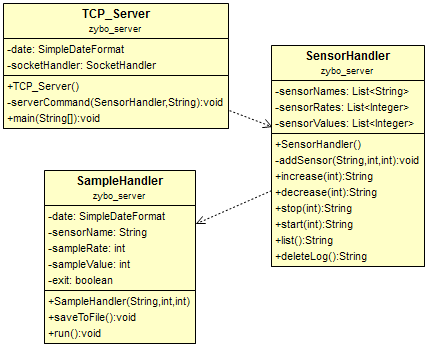 TCP_Server
zybo_server
-date: SimpleDateFormat
-socketHandler: SocketHandler
+TCP_Server()
-serverCommand(SensorHandler,String):void
+main(String[]):void
SensorHandler
zybo_server
-sensorNames: List<String>
-sensorRates: List<Integer>
-sensorValues: List<Integer>
+SensorHandler()
-addSensor(String,int,int):void
+increase(int):String
+decrease(int):String
+stop(int):String
+start(int):String
+list():String
+deleteLog():String
SampleHandler
zybo_server
-date: SimpleDateFormat
-sensorName: String
-sampleRate: int
-sampleValue: int
-exit: boolean
+SampleHandler(String,int,int)
+saveToFile():void
+run():void